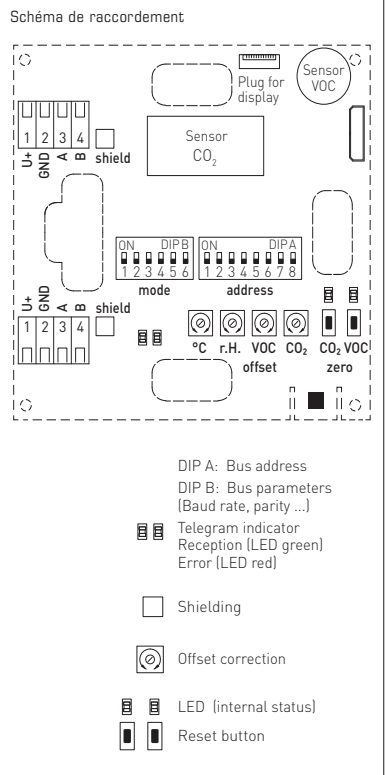 Schéma de raccordement
Plug for
display
Sensor
VOC
Sensor
CO₂
1 2 3 4
U+ GND A B shield
ON DIP B
1 2 3 4 5 6
mode
ON DIP A
1 2 3 4 5 6 7 8
address
U+ GND A B shield
1 2 3 4
°C r.H. VOC CO₂ CO₂ VOC
offset zero
DIP A: Bus address
DIP B: Bus parameters
(Baud rate, parity ...)
Telegram indicator
Reception (LED green)
Error (LED red)
Shielding
Offset correction
LED (internal status)
Reset button